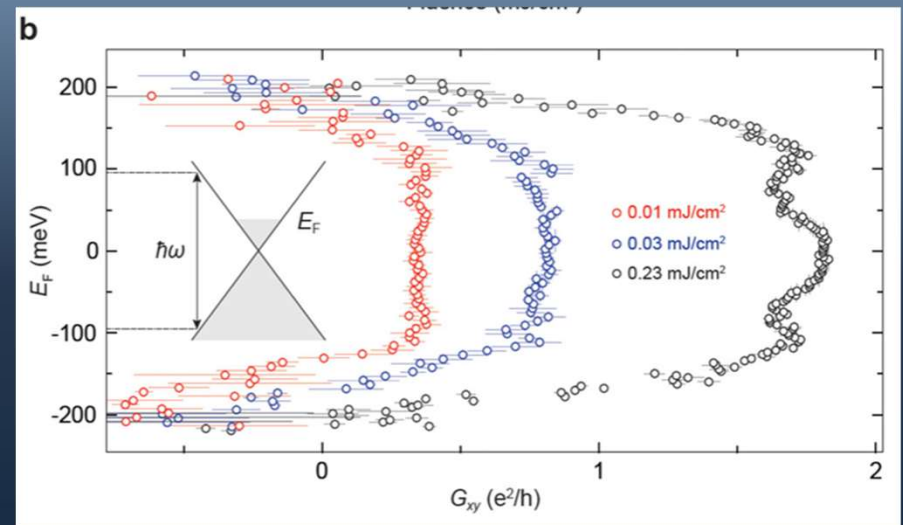 b
200
100
0
-100
-200
E_F (meV)
ħω
E_F
0.01 mJ/cm²
0.03 mJ/cm²
0.23 mJ/cm²
0 1 2
G_xy (e²/h)